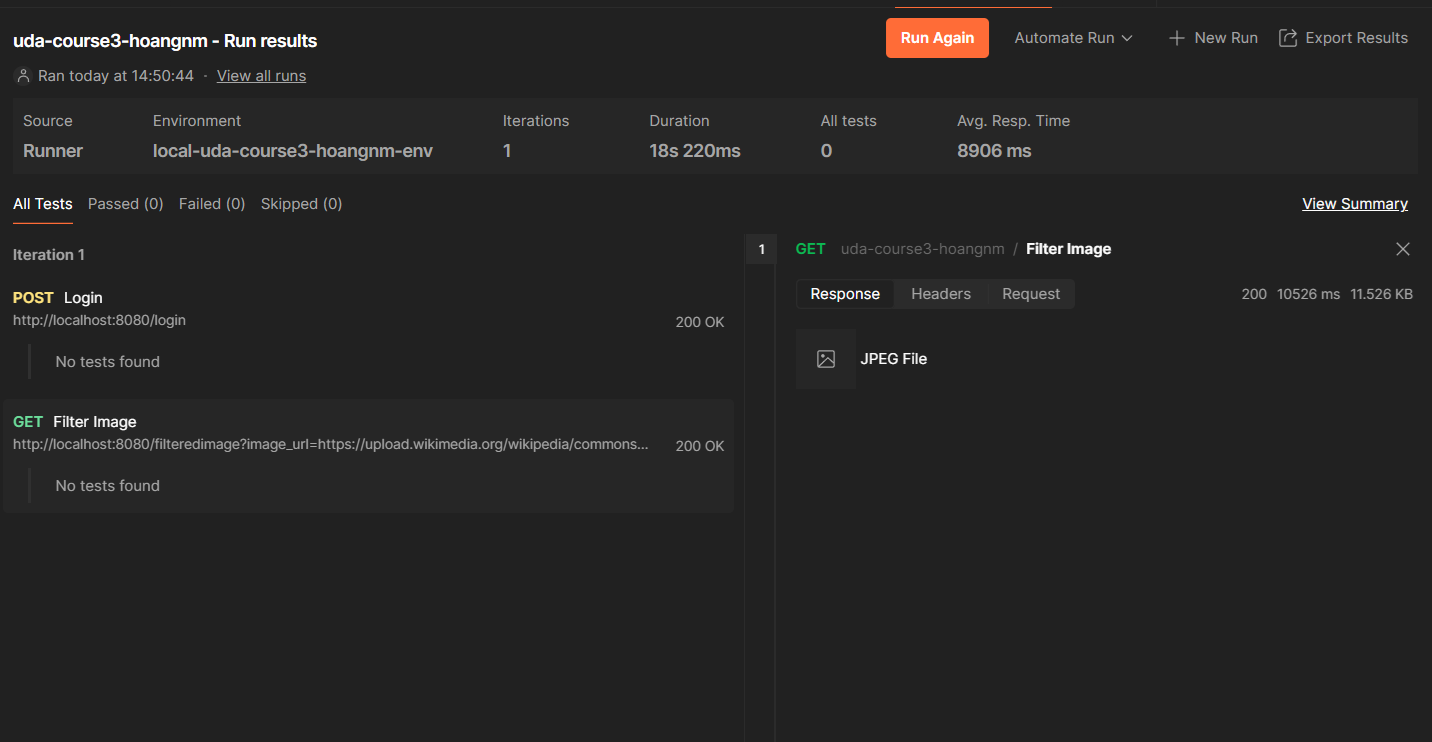 uda-course3-hoangnm - Run results
Run Again
Automate Run
New Run
Export Results
Ran today at 14:50:44 · View all runs
Source
Environment
Iterations
Duration
All tests
Avg. Resp. Time
Runner
local-uda-course3-hoangnm-env
1
18s 220ms
0
8906 ms
All Tests
Passed (0)
Failed (0)
Skipped (0)
View Summary
Iteration 1
POST Login
http://localhost:8080/login
200 OK
No tests found
GET Filter Image
http://localhost:8080/filteredimage?image_url=https://upload.wikimedia.org/wikipedia/commons...
200 OK
No tests found
1
GET uda-course3-hoangnm / Filter Image
Response
Headers
Request
200 10526 ms 11.526 KB
JPEG File